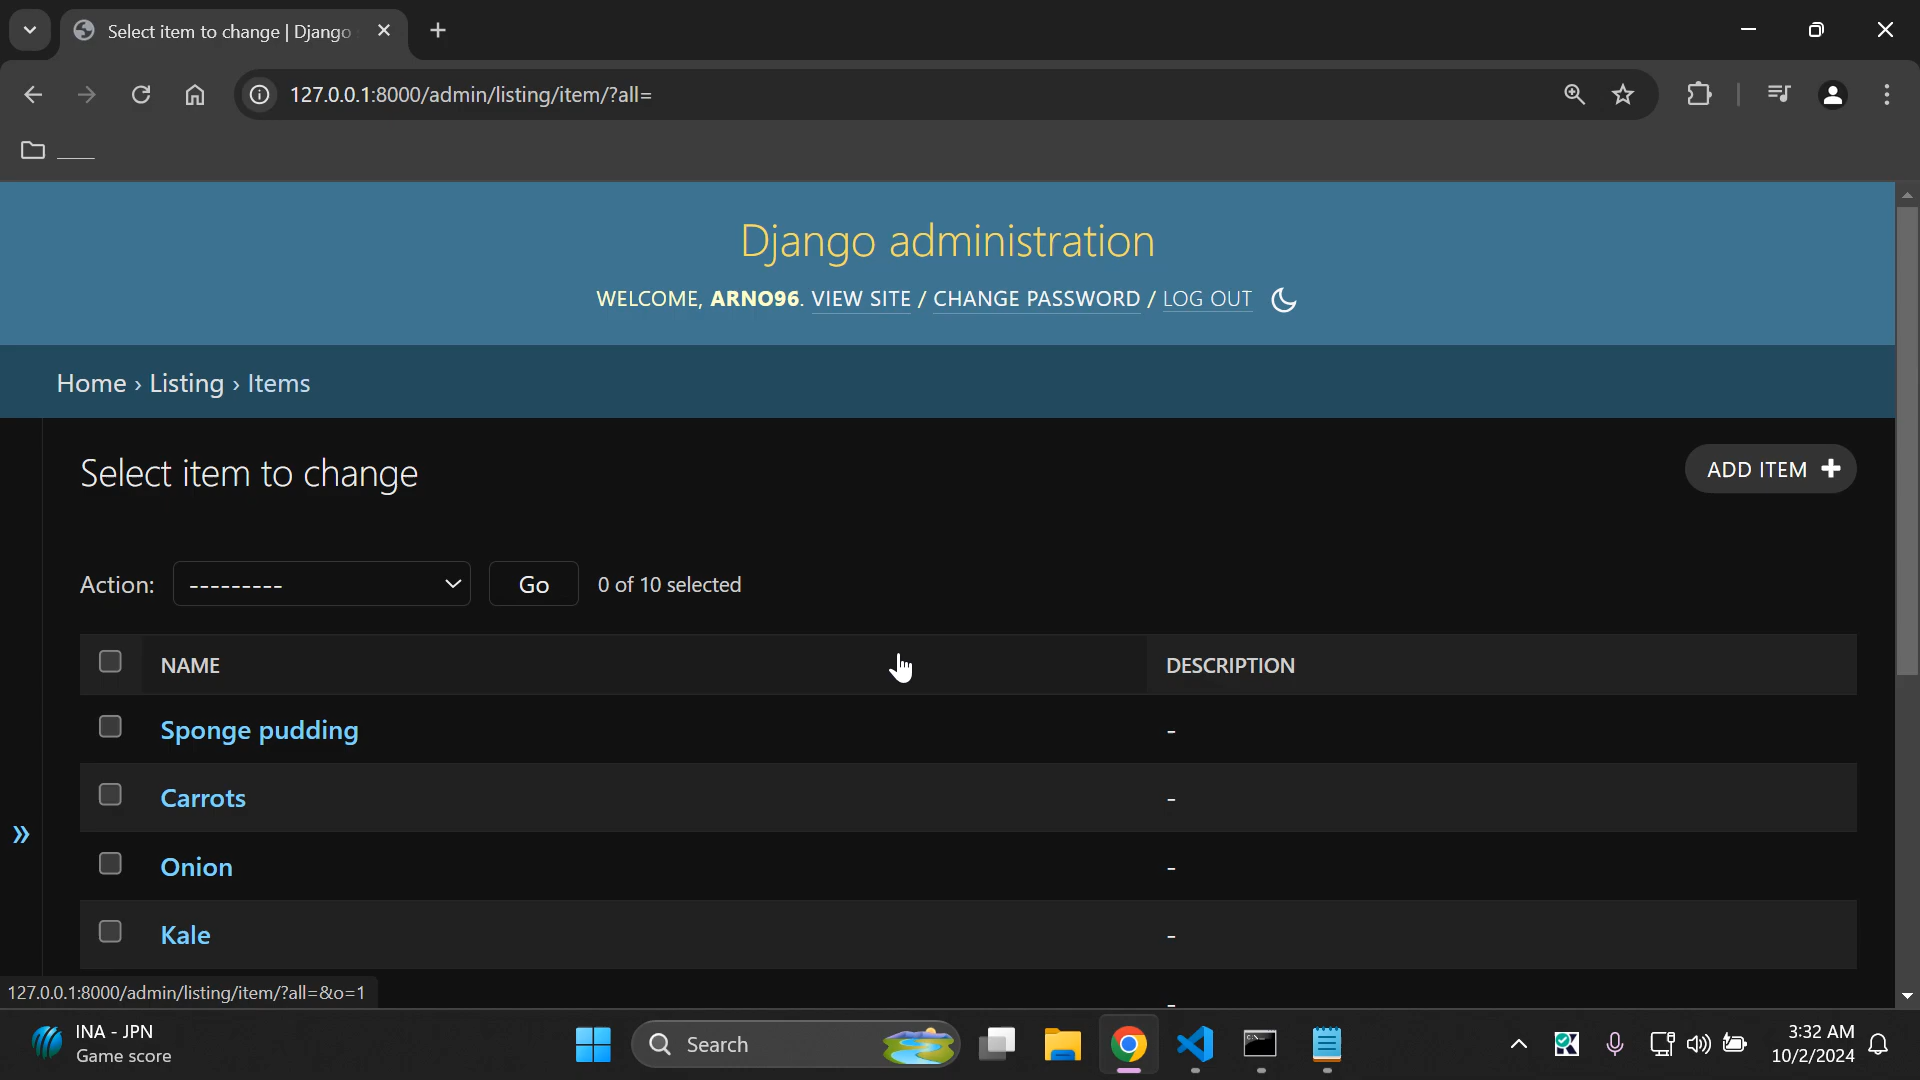 Select item to change | Django
127.0.0.1:8000/admin/listing/item/?all=
Django administration
WELCOME, ARNO96. VIEW SITE / CHANGE PASSWORD / LOG OUT
Home › Listing › Items
Select item to change
ADD ITEM +
Action: --------- Go 0 of 10 selected
NAME DESCRIPTION
Sponge pudding -
Carrots -
Onion -
Kale -
-
»
127.0.0.1:8000/admin/listing/item/?all=&o=1
INA - JPN
Game score
Search
3:32 AM
10/2/2024